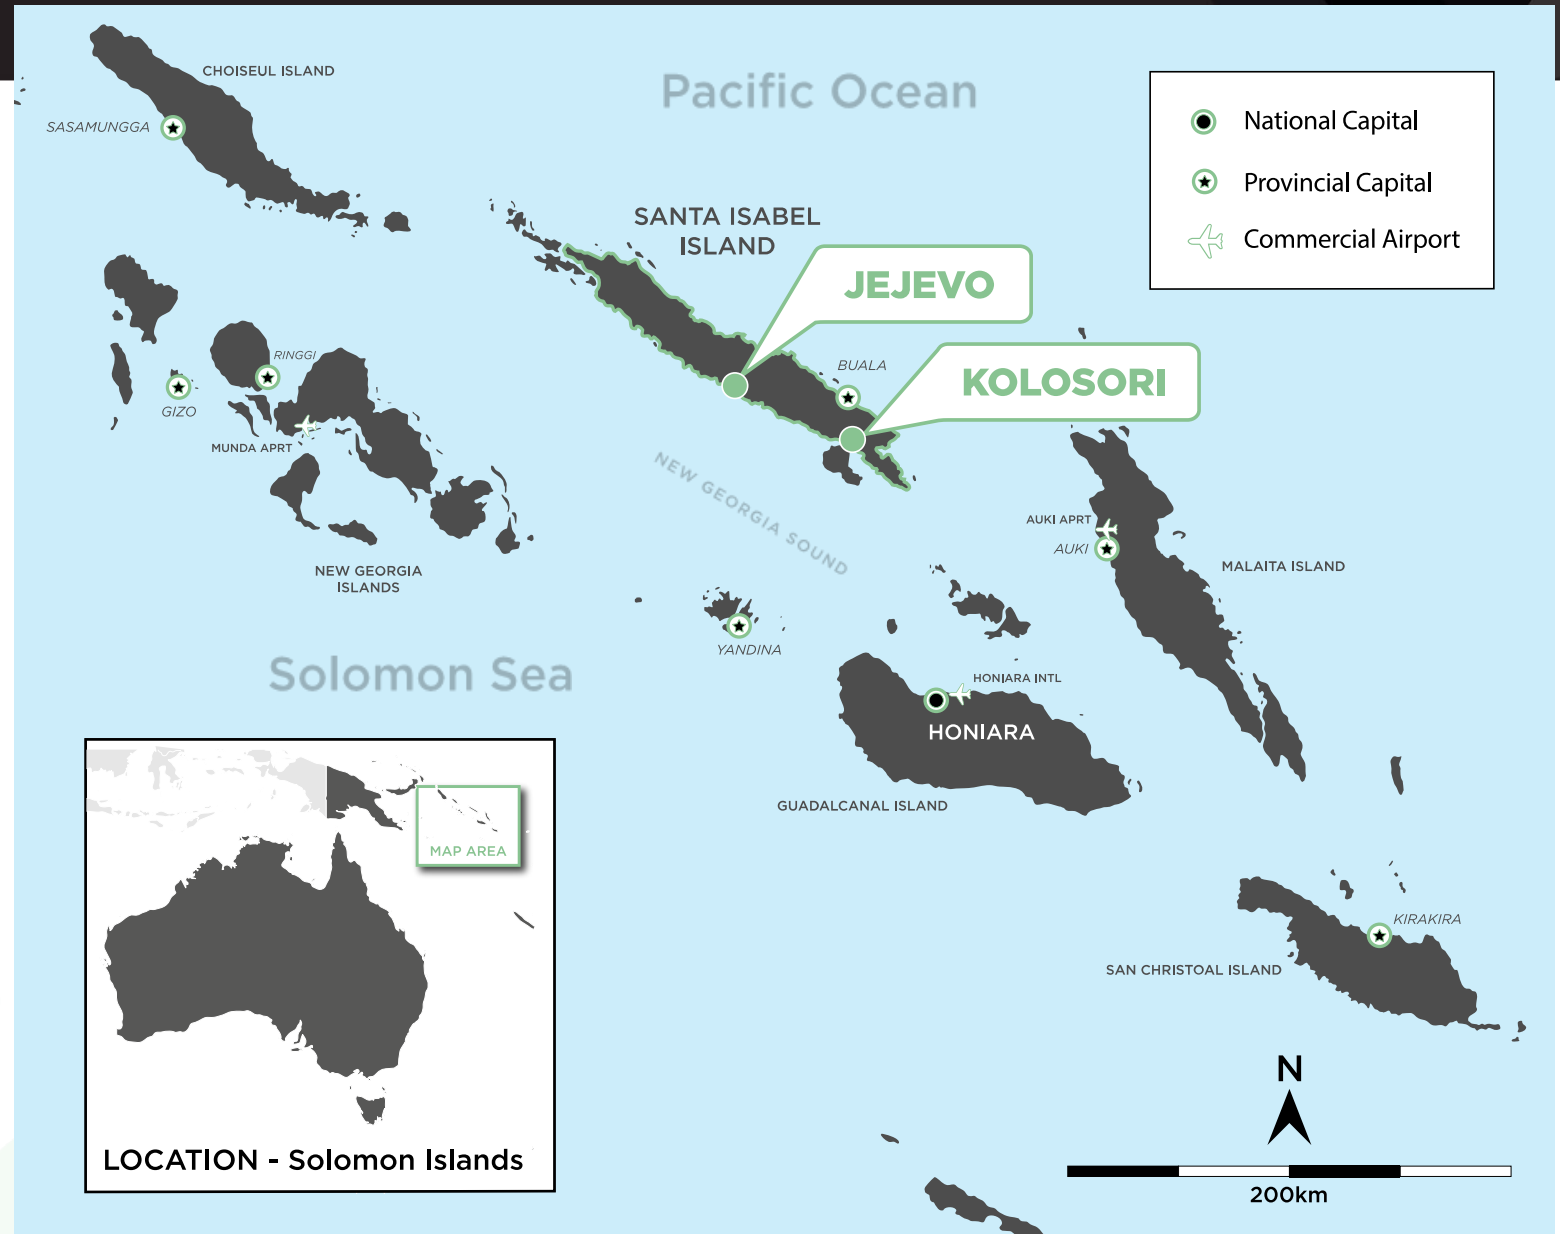 CHOISEUL ISLAND
Pacific Ocean
National Capital
SASAMUNGGA
Provincial Capital
SANTA ISABEL
ISLAND
Commercial Airport
JEJEVO
RINGGI
BUALA
KOLOSORI
GIZO
MUNDA APRT
NEW GEORGIA SOUND
AUKI APRT
AUKI
NEW GEORGIA
ISLANDS
MALAITA ISLAND
YANDINA
Solomon Sea
HONIARA INTL
HONIARA
GUADALCANAL ISLAND
MAP AREA
KIRAKIRA
SAN CHRISTOAL ISLAND
N
LOCATION - Solomon Islands
200km